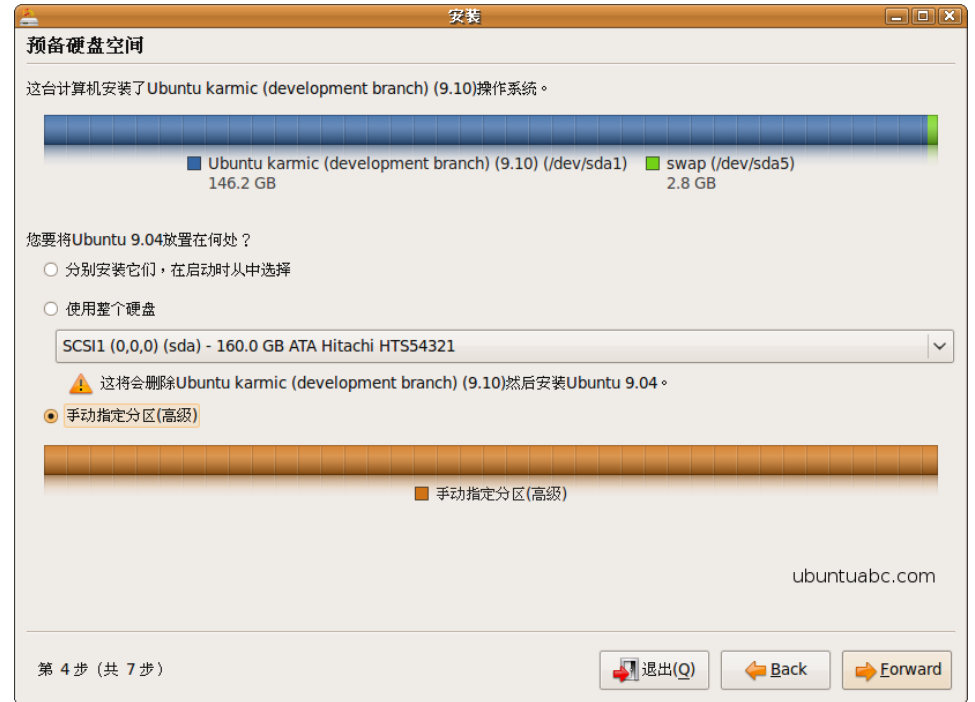 安装
预备硬盘空间
这台计算机安装了Ubuntu karmic (development branch) (9.10)操作系统。
Ubuntu karmic (development branch) (9.10) (/dev/sda1)
146.2 GB
swap (/dev/sda5)
2.8 GB
您要将Ubuntu 9.04放置在何处？
分别安装它们，在启动时从中选择
使用整个硬盘
SCSI1 (0,0,0) (sda) - 160.0 GB ATA Hitachi HTS54321
这将会删除Ubuntu karmic (development branch) (9.10)然后安装Ubuntu 9.04。
手动指定分区(高级)
手动指定分区(高级)
ubuntuabc.com
第 4 步 (共 7 步)
退出(Q)
Back
Forward